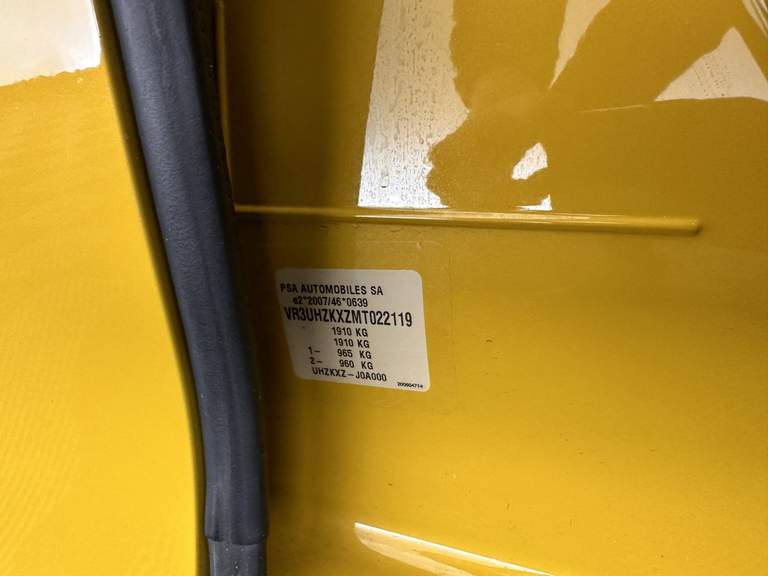 PSA AUTOMOBILES SA
e2*2007/46*0639
VR3UHZKXZMT022119
1910 KG
1910 KG
1- 965 KG
2- 960 KG
UHZKXZ-J0A000
200604714